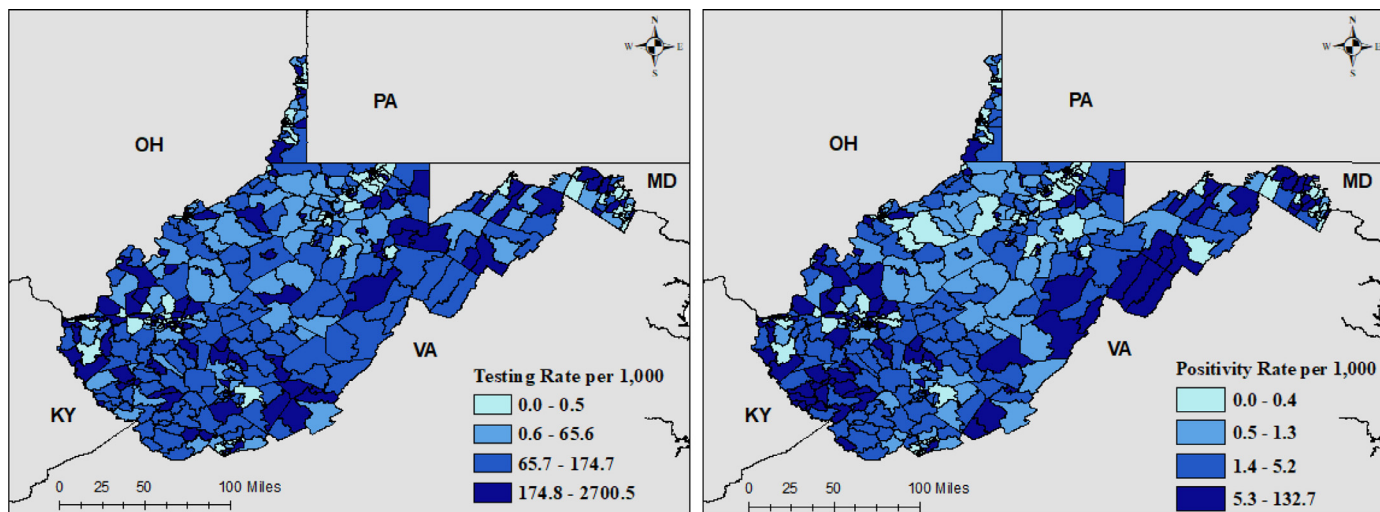 N
W E
S
PA
OH
MD
VA
KY
Testing Rate per 1,000
0.0 - 0.5
0.6 - 65.6
65.7 - 174.7
174.8 - 2700.5
0 25 50 100 Miles
N
W E
S
PA
OH
MD
VA
KY
Positivity Rate per 1,000
0.0 - 0.4
0.5 - 1.3
1.4 - 5.2
5.3 - 132.7
0 25 50 100 Miles